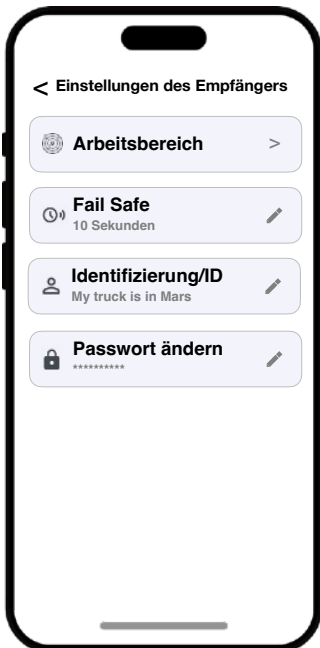 < Einstellungen des Empfängers
Arbeitsbereich >
Fail Safe
10 Sekunden
Identifizierung/ID
My truck is in Mars
Passwort ändern
**********